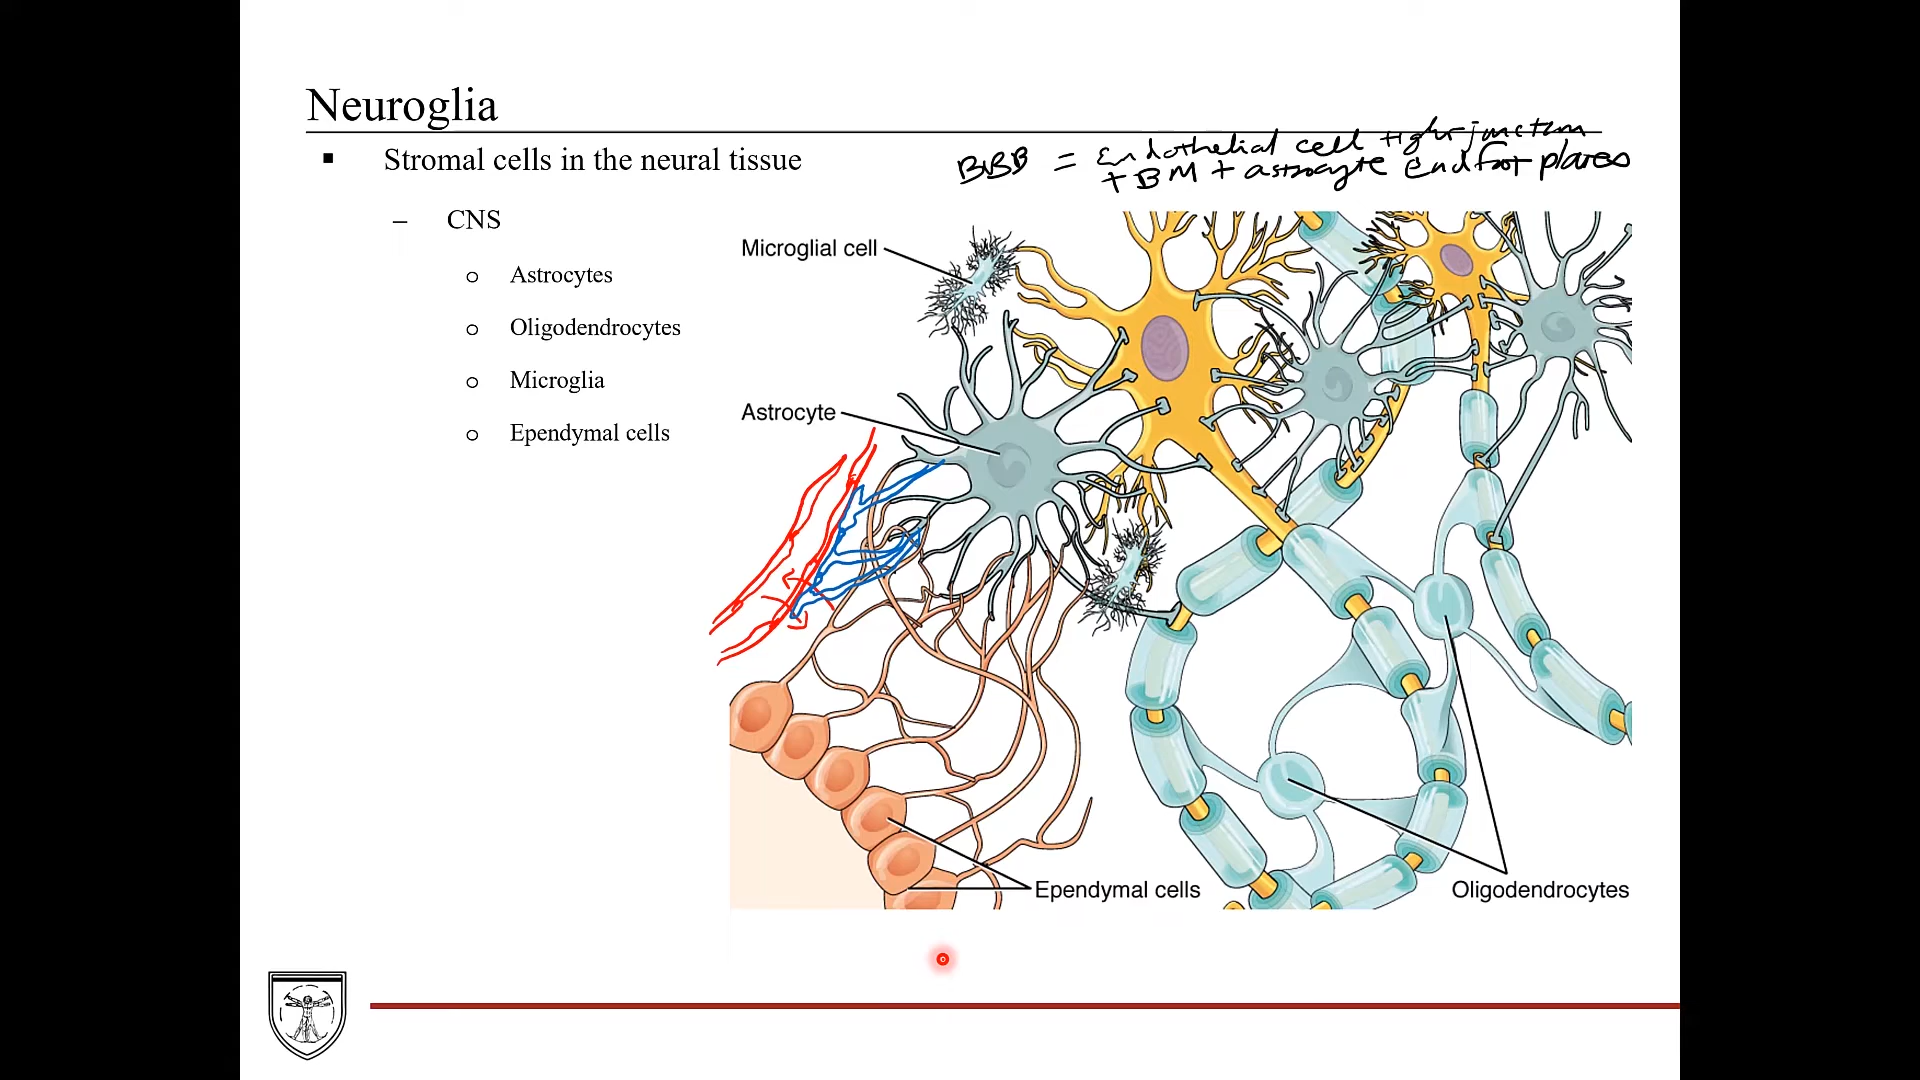 Neuroglia
▪ Stromal cells in the neural tissue
BBB = Endothelial cell tight junction
+ BM + astrocyte endfoot plates
– CNS
o Astrocytes
o Oligodendrocytes
o Microglia
o Ependymal cells
Microglial cell
Astrocyte
Ependymal cells
Oligodendrocytes